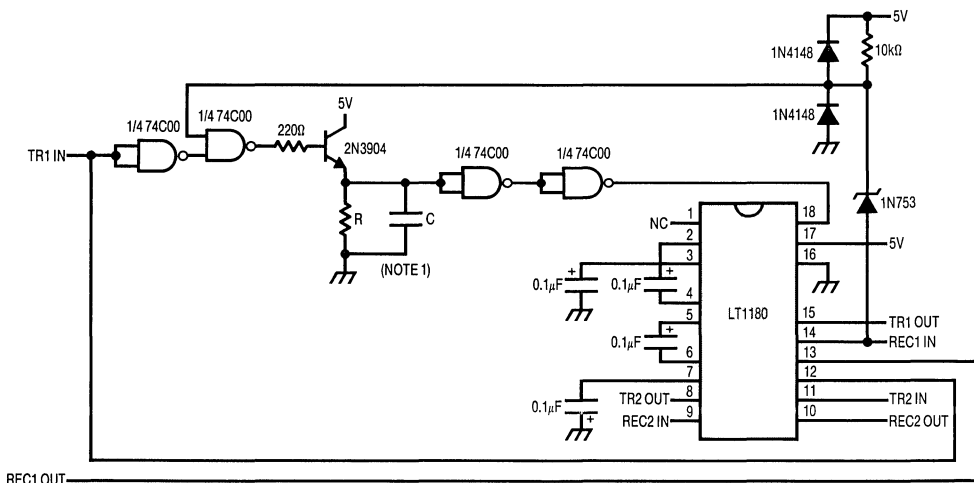 5V
1N4148
10kΩ
1N4148
1/4 74C00
1/4 74C00
220Ω
5V
2N3904
1/4 74C00
1/4 74C00
TR1 IN
R
C
(NOTE 1)
1N753
NC
1
2
3
4
5
6
7
8
9
18
17
16
15
14
13
12
11
10
LT1180
5V
0.1μF
+
0.1μF
+
0.1μF
+
0.1μF
+
TR1 OUT
REC1 IN
TR2 OUT
REC2 IN
TR2 IN
REC2 OUT
REC1 OUT